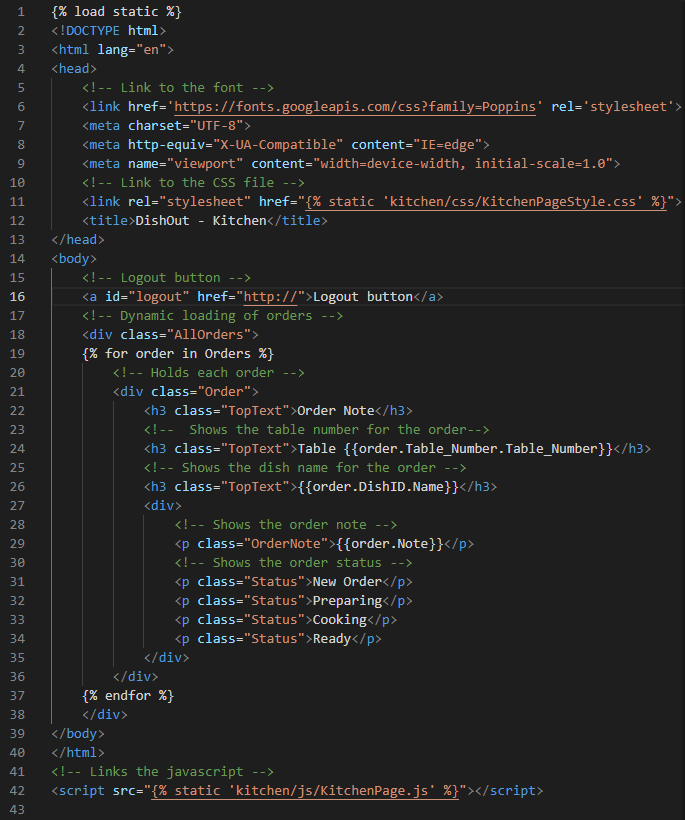 1 {% load static %}
2 <!DOCTYPE html>
3 <html lang="en">
4 <head>
5     <!-- Link to the font -->
6     <link href='https://fonts.googleapis.com/css?family=Poppins' rel='stylesheet'>
7     <meta charset="UTF-8">
8     <meta http-equiv="X-UA-Compatible" content="IE=edge">
9     <meta name="viewport" content="width=device-width, initial-scale=1.0">
10     <!-- Link to the CSS file -->
11     <link rel="stylesheet" href="{% static 'kitchen/css/KitchenPageStyle.css' %}">
12     <title>DishOut - Kitchen</title>
13 </head>
14 <body>
15     <!-- Logout button -->
16     <a id="logout" href="http://">Logout button</a>
17     <!-- Dynamic loading of orders -->
18     <div class="AllOrders">
19     {% for order in Orders %}
20         <!-- Holds each order -->
21         <div class="Order">
22             <h3 class="TopText">Order Note</h3>
23             <!--  Shows the table number for the order-->
24             <h3 class="TopText">Table {{order.Table_Number.Table_Number}}</h3>
25             <!-- Shows the dish name for the order -->
26             <h3 class="TopText">{{order.DishID.Name}}</h3>
27             <div>
28                 <!-- Shows the order note -->
29                 <p class="OrderNote">{{order.Note}}</p>
30                 <!-- Shows the order status -->
31                 <p class="Status">New Order</p>
32                 <p class="Status">Preparing</p>
33                 <p class="Status">Cooking</p>
34                 <p class="Status">Ready</p>
35             </div>
36         </div>
37     {% endfor %}
38     </div>
39 </body>
40 </html>
41 <!-- Links the javascript -->
42 <script src="{% static 'kitchen/js/KitchenPage.js' %}"></script>
43